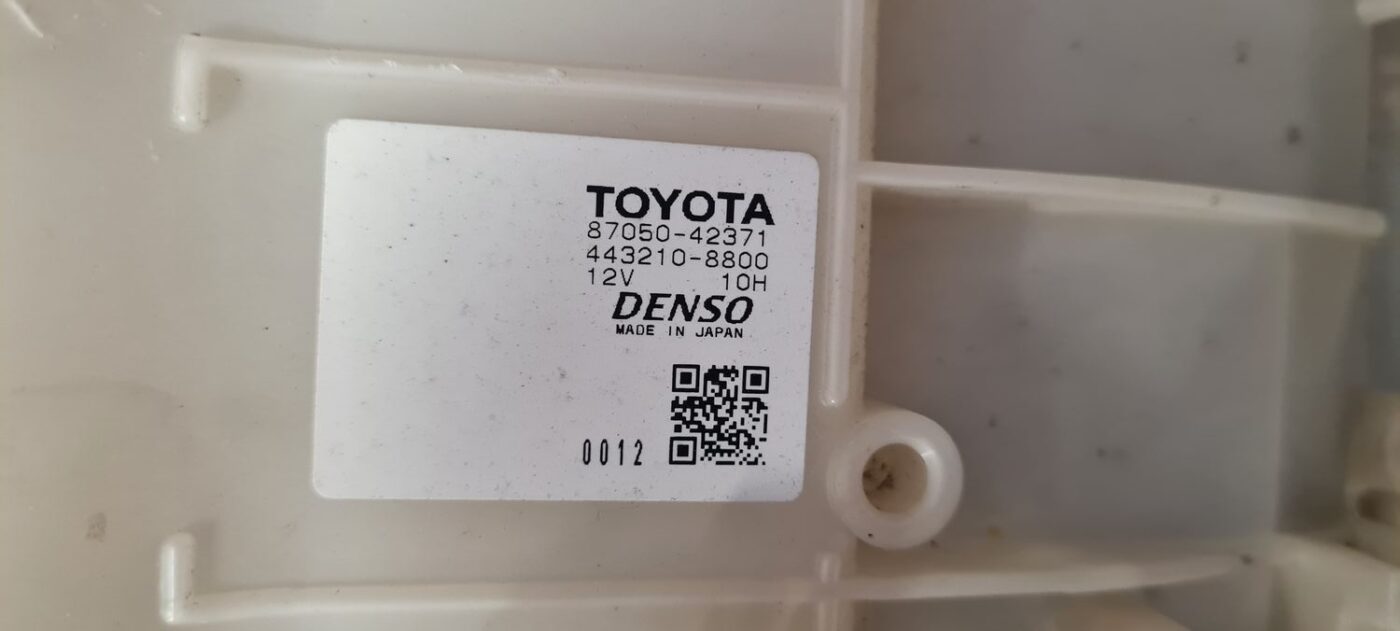 TOYOTA
87050-42371
443210-8800
12V 10H
DENSO
MADE IN JAPAN
0012